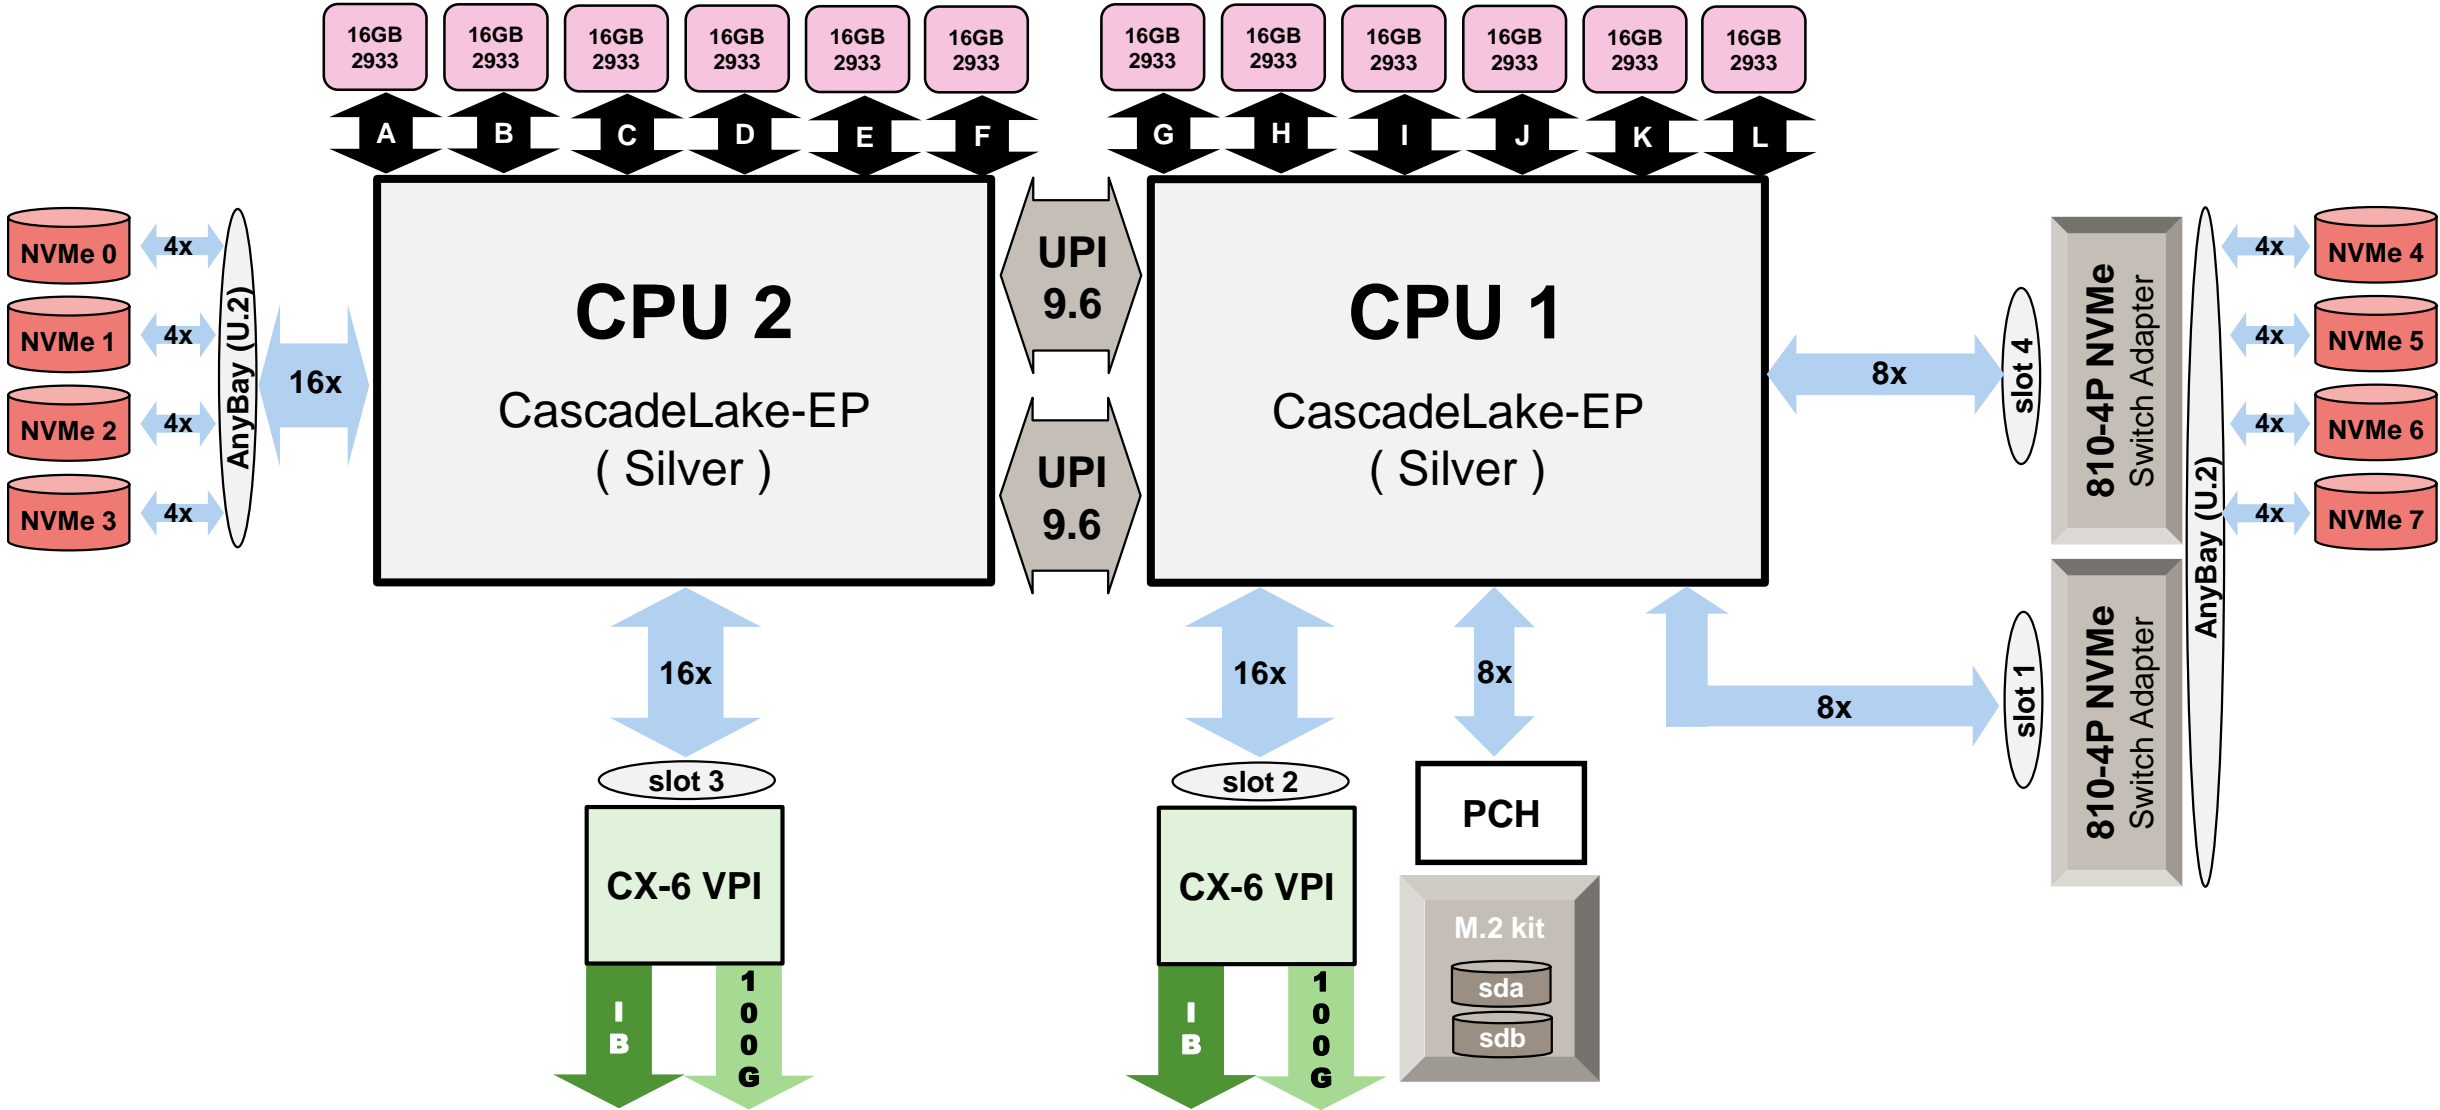 16GB
2933
16GB
2933
16GB
2933
16GB
2933
16GB
2933
16GB
2933
16GB
2933
16GB
2933
16GB
2933
16GB
2933
16GB
2933
16GB
2933
A
B
C
D
E
F
G
H
I
J
K
L
NVMe 0
4x
NVMe 1
4x
NVMe 2
4x
NVMe 3
4x
AnyBay (U.2)
16x
CPU 2
CascadeLake-EP
( Silver )
UPI
9.6
UPI
9.6
CPU 1
CascadeLake-EP
( Silver )
8x
slot 4
810-4P NVMe
Switch Adapter
AnyBay (U.2)
4x
NVMe 4
4x
NVMe 5
4x
NVMe 6
4x
NVMe 7
16x
slot 3
CX-6 VPI
IB
100G
16x
slot 2
CX-6 VPI
IB
100G
8x
PCH
M.2 kit
sda
sdb
8x
slot 1
810-4P NVMe
Switch Adapter